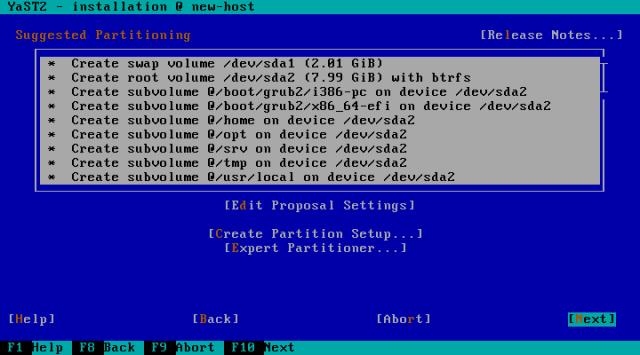 YaST2 - installation @ new-host
Suggested Partitioning [Release Notes...]
* Create swap volume /dev/sda1 (2.01 GiB)
* Create root volume /dev/sda2 (7.99 GiB) with btrfs
* Create subvolume @/boot/grub2/i386-pc on device /dev/sda2
* Create subvolume @/boot/grub2/x86_64-efi on device /dev/sda2
* Create subvolume @/home on device /dev/sda2
* Create subvolume @/opt on device /dev/sda2
* Create subvolume @/srv on device /dev/sda2
* Create subvolume @/tmp on device /dev/sda2
* Create subvolume @/usr/local on device /dev/sda2
[Edit Proposal Settings]
[Create Partition Setup...]
[Expert Partitioner...]
[Help] [Back] [Abort] [Next]
F1 Help F8 Back F9 Abort F10 Next